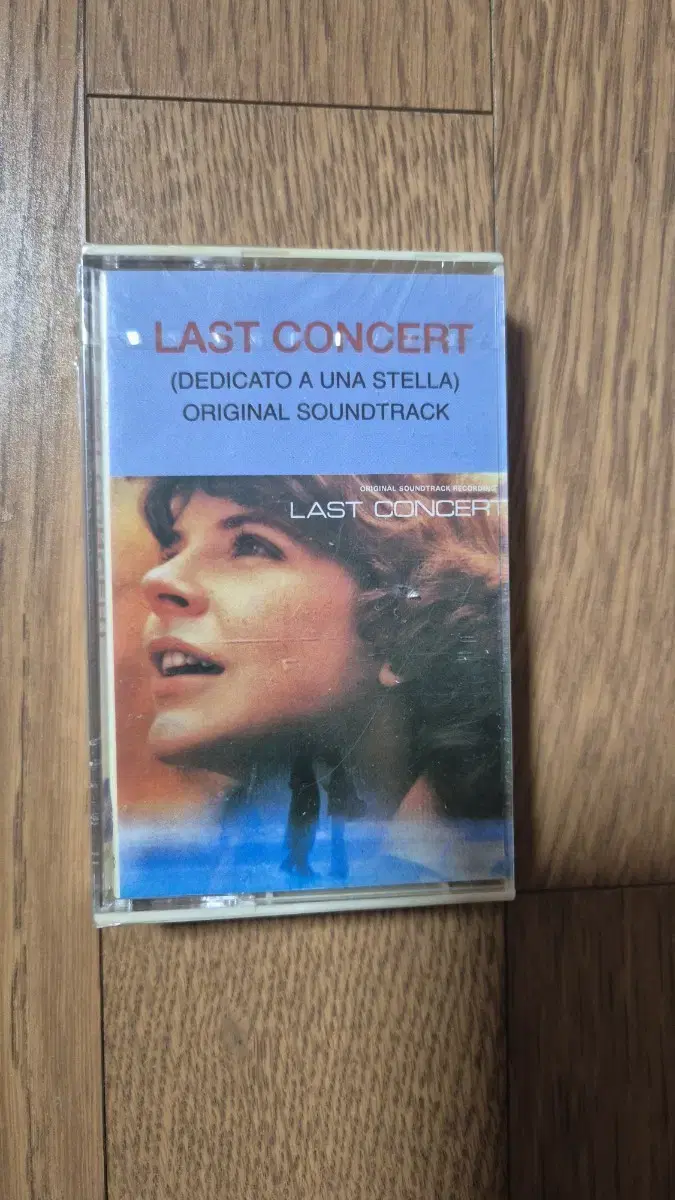 LAST CONCERT
(DEDICATO A UNA STELLA)
ORIGINAL SOUNDTRACK
ORIGINAL SOUNDTRACK RECORDING
LAST CONCERT